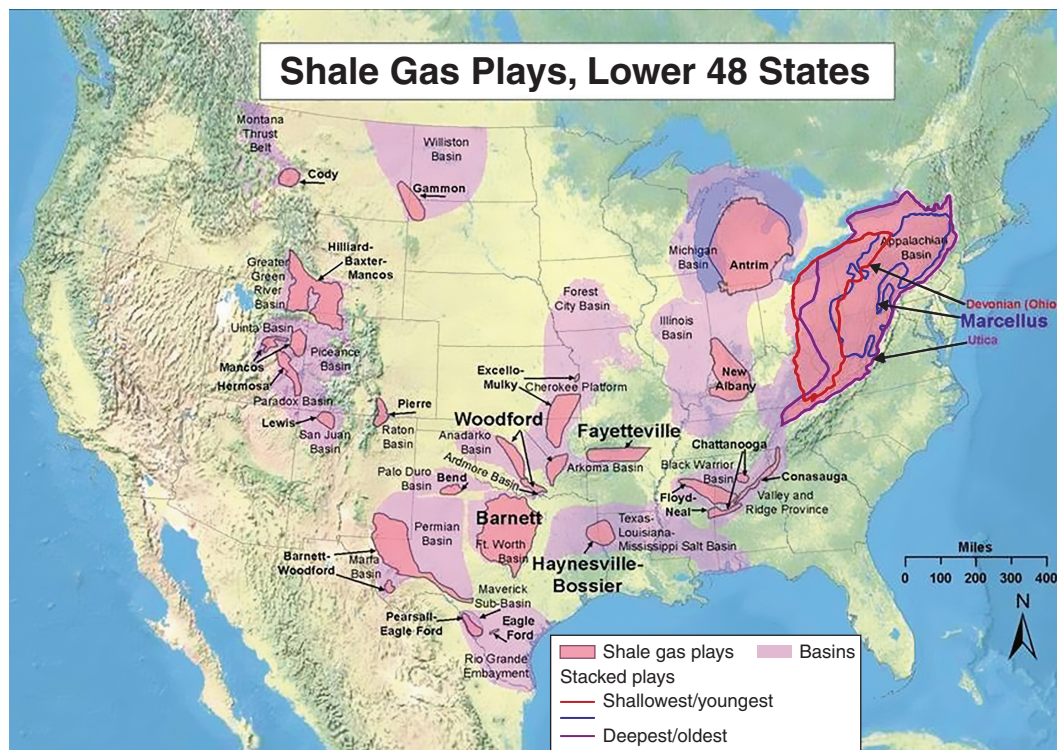 Shale Gas Plays, Lower 48 States
Montana
Thrust
Belt
Cody
Williston
Basin
Gammon
Hilliard-
Baxter-
Mancos
Greater
Green
River
Basin
Uinta Basin
Mancos
Piceance
Basin
Hermosa
Paradox Basin
Lewis
San Juan
Basin
Pierre
Raton
Basin
Michigan
Basin
Antrim
Appalachian
Basin
Devonian (Ohio
Marcellus
Utica
Forest
City Basin
Illinois
Basin
New
Albany
Excello-
Mulky
Cherokee Platform
Woodford
Anadarko
Basin
Ardmore Basin
Fayetteville
Arkoma Basin
Palo Duro
Basin
Bend
Chattanooga
Black Warrior
Basin
Conasauga
Floyd-
Neal
Valley and
Ridge Province
Permian
Basin
Barnett
Ft. Worth
Basin
Texas-
Louisiana-
Mississippi Salt Basin
Haynesville-
Bossier
Barnett-
Woodford
Marfa
Basin
Maverick
Sub-Basin
Pearsall-
Eagle Ford
Eagle
Ford
Rio Grande
Embayment
Miles
0 100 200 300 400
N
Shale gas plays
Basins
Stacked plays
Shallowest/youngest
Deepest/oldest